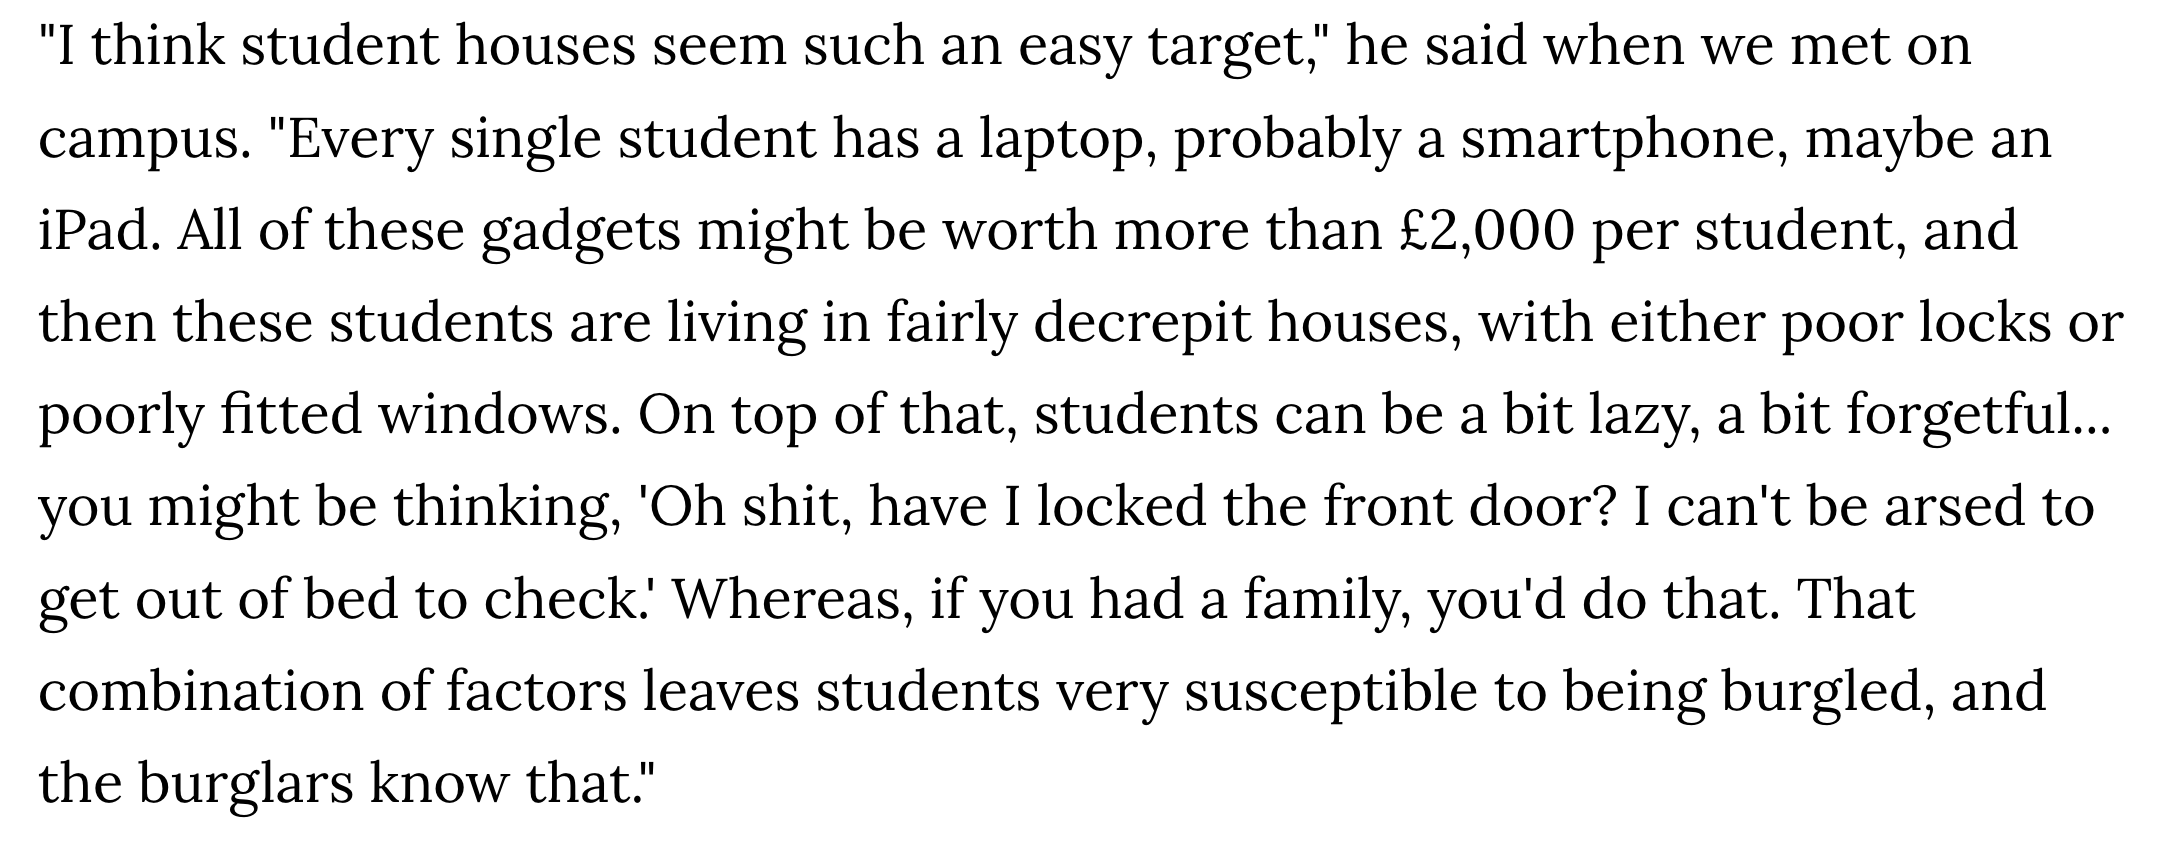 "I think student houses seem such an easy target," he said when we met on
campus. "Every single student has a laptop, probably a smartphone, maybe an
iPad. All of these gadgets might be worth more than £2,000 per student, and
then these students are living in fairly decrepit houses, with either poor locks or
poorly fitted windows. On top of that, students can be a bit lazy, a bit forgetful...
you might be thinking, 'Oh shit, have I locked the front door? I can't be arsed to
get out of bed to check.' Whereas, if you had a family, you'd do that. That
combination of factors leaves students very susceptible to being burgled, and
the burglars know that."